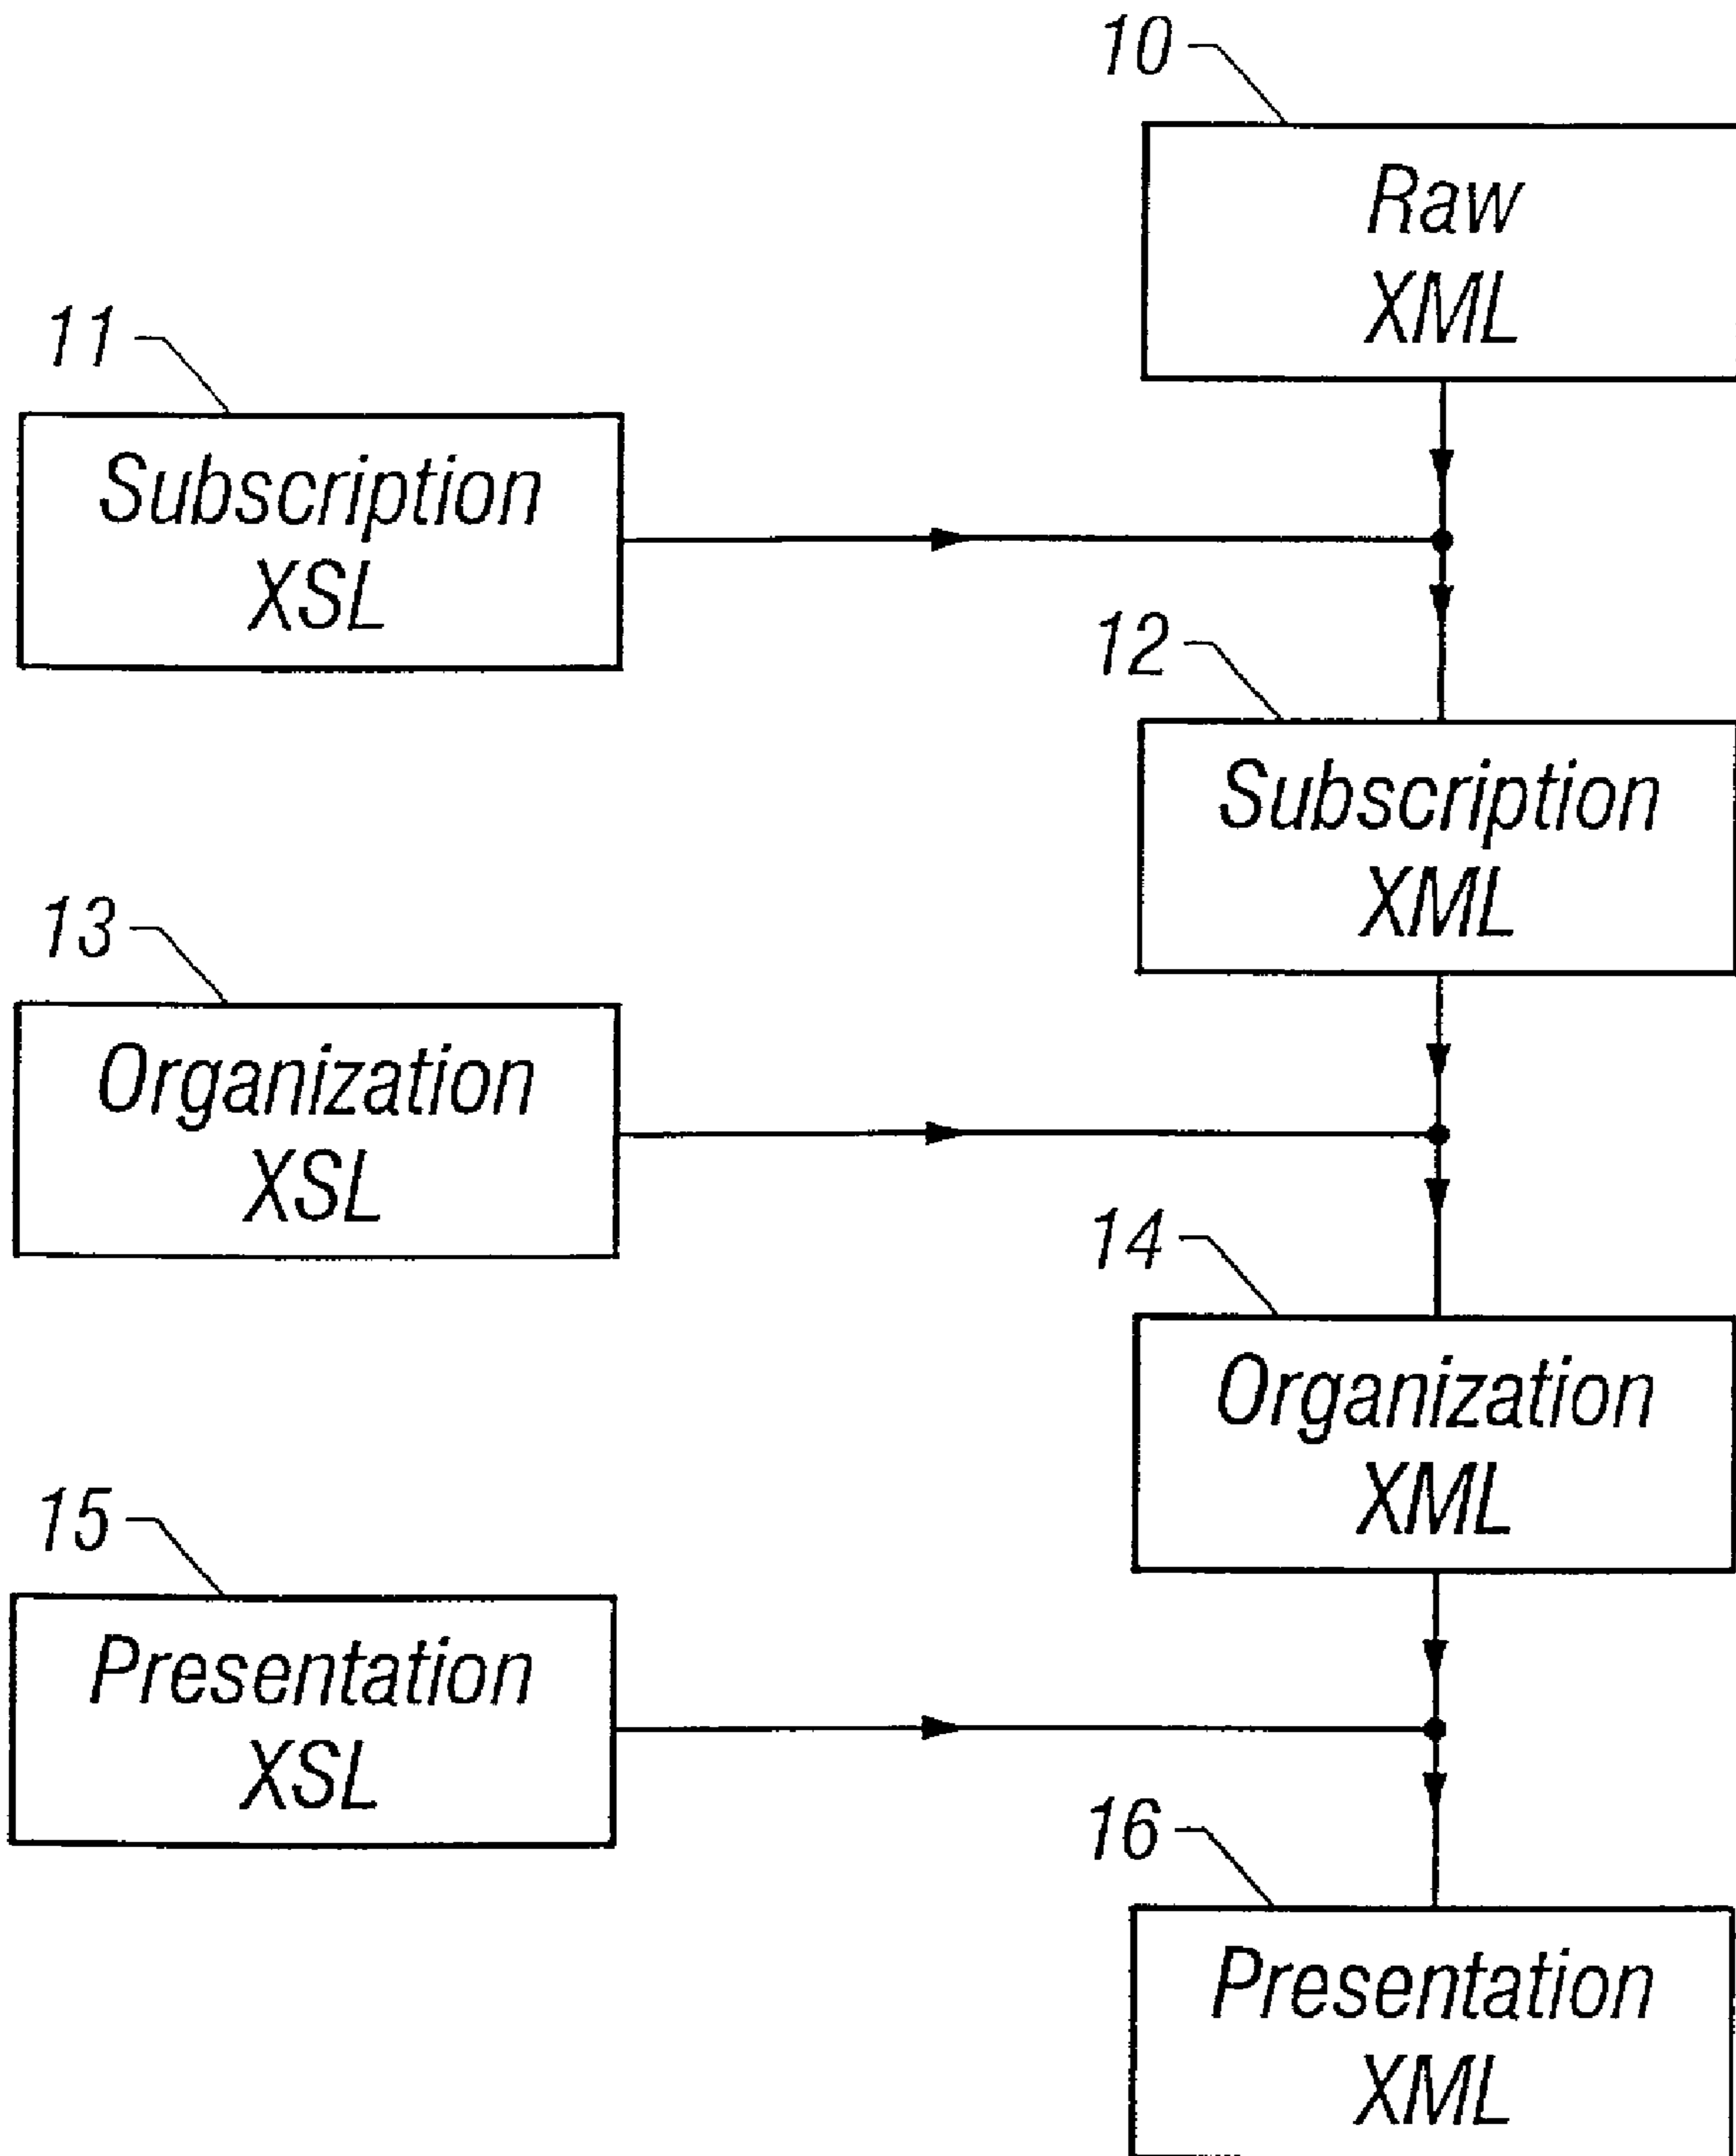 10
Raw
XML
11
Subscription
XSL
12
Subscription
XML
13
Organization
XSL
14
Organization
XML
15
Presentation
XSL
16
Presentation
XML